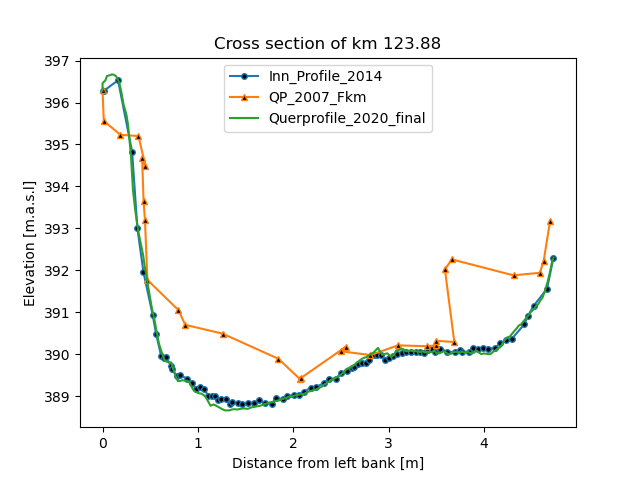 Cross section of km 123.88
Inn_Profile_2014
QP_2007_Fkm
Querprofile_2020_final
397
396
395
394
393
392
391
390
389
Elevation [m.a.s.l]
0 1 2 3 4
Distance from left bank [m]